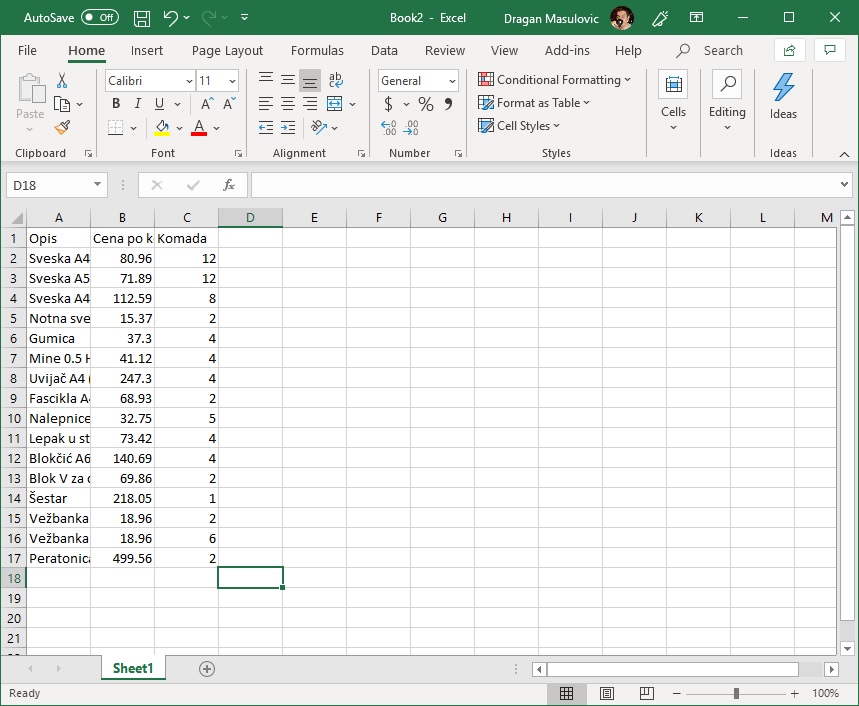 AutoSave Off Book2 - Excel Dragan Masulovic
File Home Insert Page Layout Formulas Data Review View Add-ins Help Search
Paste
Clipboard
Calibri 11
B I U A A
A
Font
ab
Alignment
General
$ % 9
.00 .00
Number
Conditional Formatting
Format as Table
Cell Styles
Styles
Cells
Editing
Ideas
Ideas
D18 fx
A B C D E F G H I J K L M
1 Opis Cena po k Komada
2 Sveska A4 80.96 12
3 Sveska A5 71.89 12
4 Sveska A4 112.59 8
5 Notna sve 15.37 2
6 Gumica 37.3 4
7 Mine 0.5 H 41.12 4
8 Uvijač A4 ( 247.3 4
9 Fascikla A4 68.93 2
10 Nalepnice 32.75 5
11 Lepak u st 73.42 4
12 Blokčić A6 140.69 4
13 Blok V za 69.86 2
14 Šestar 218.05 1
15 Vežbanka 18.96 2
16 Vežbanka 18.96 6
17 Peratonica 499.56 2
18
19
20
21
Sheet1
Ready 100%